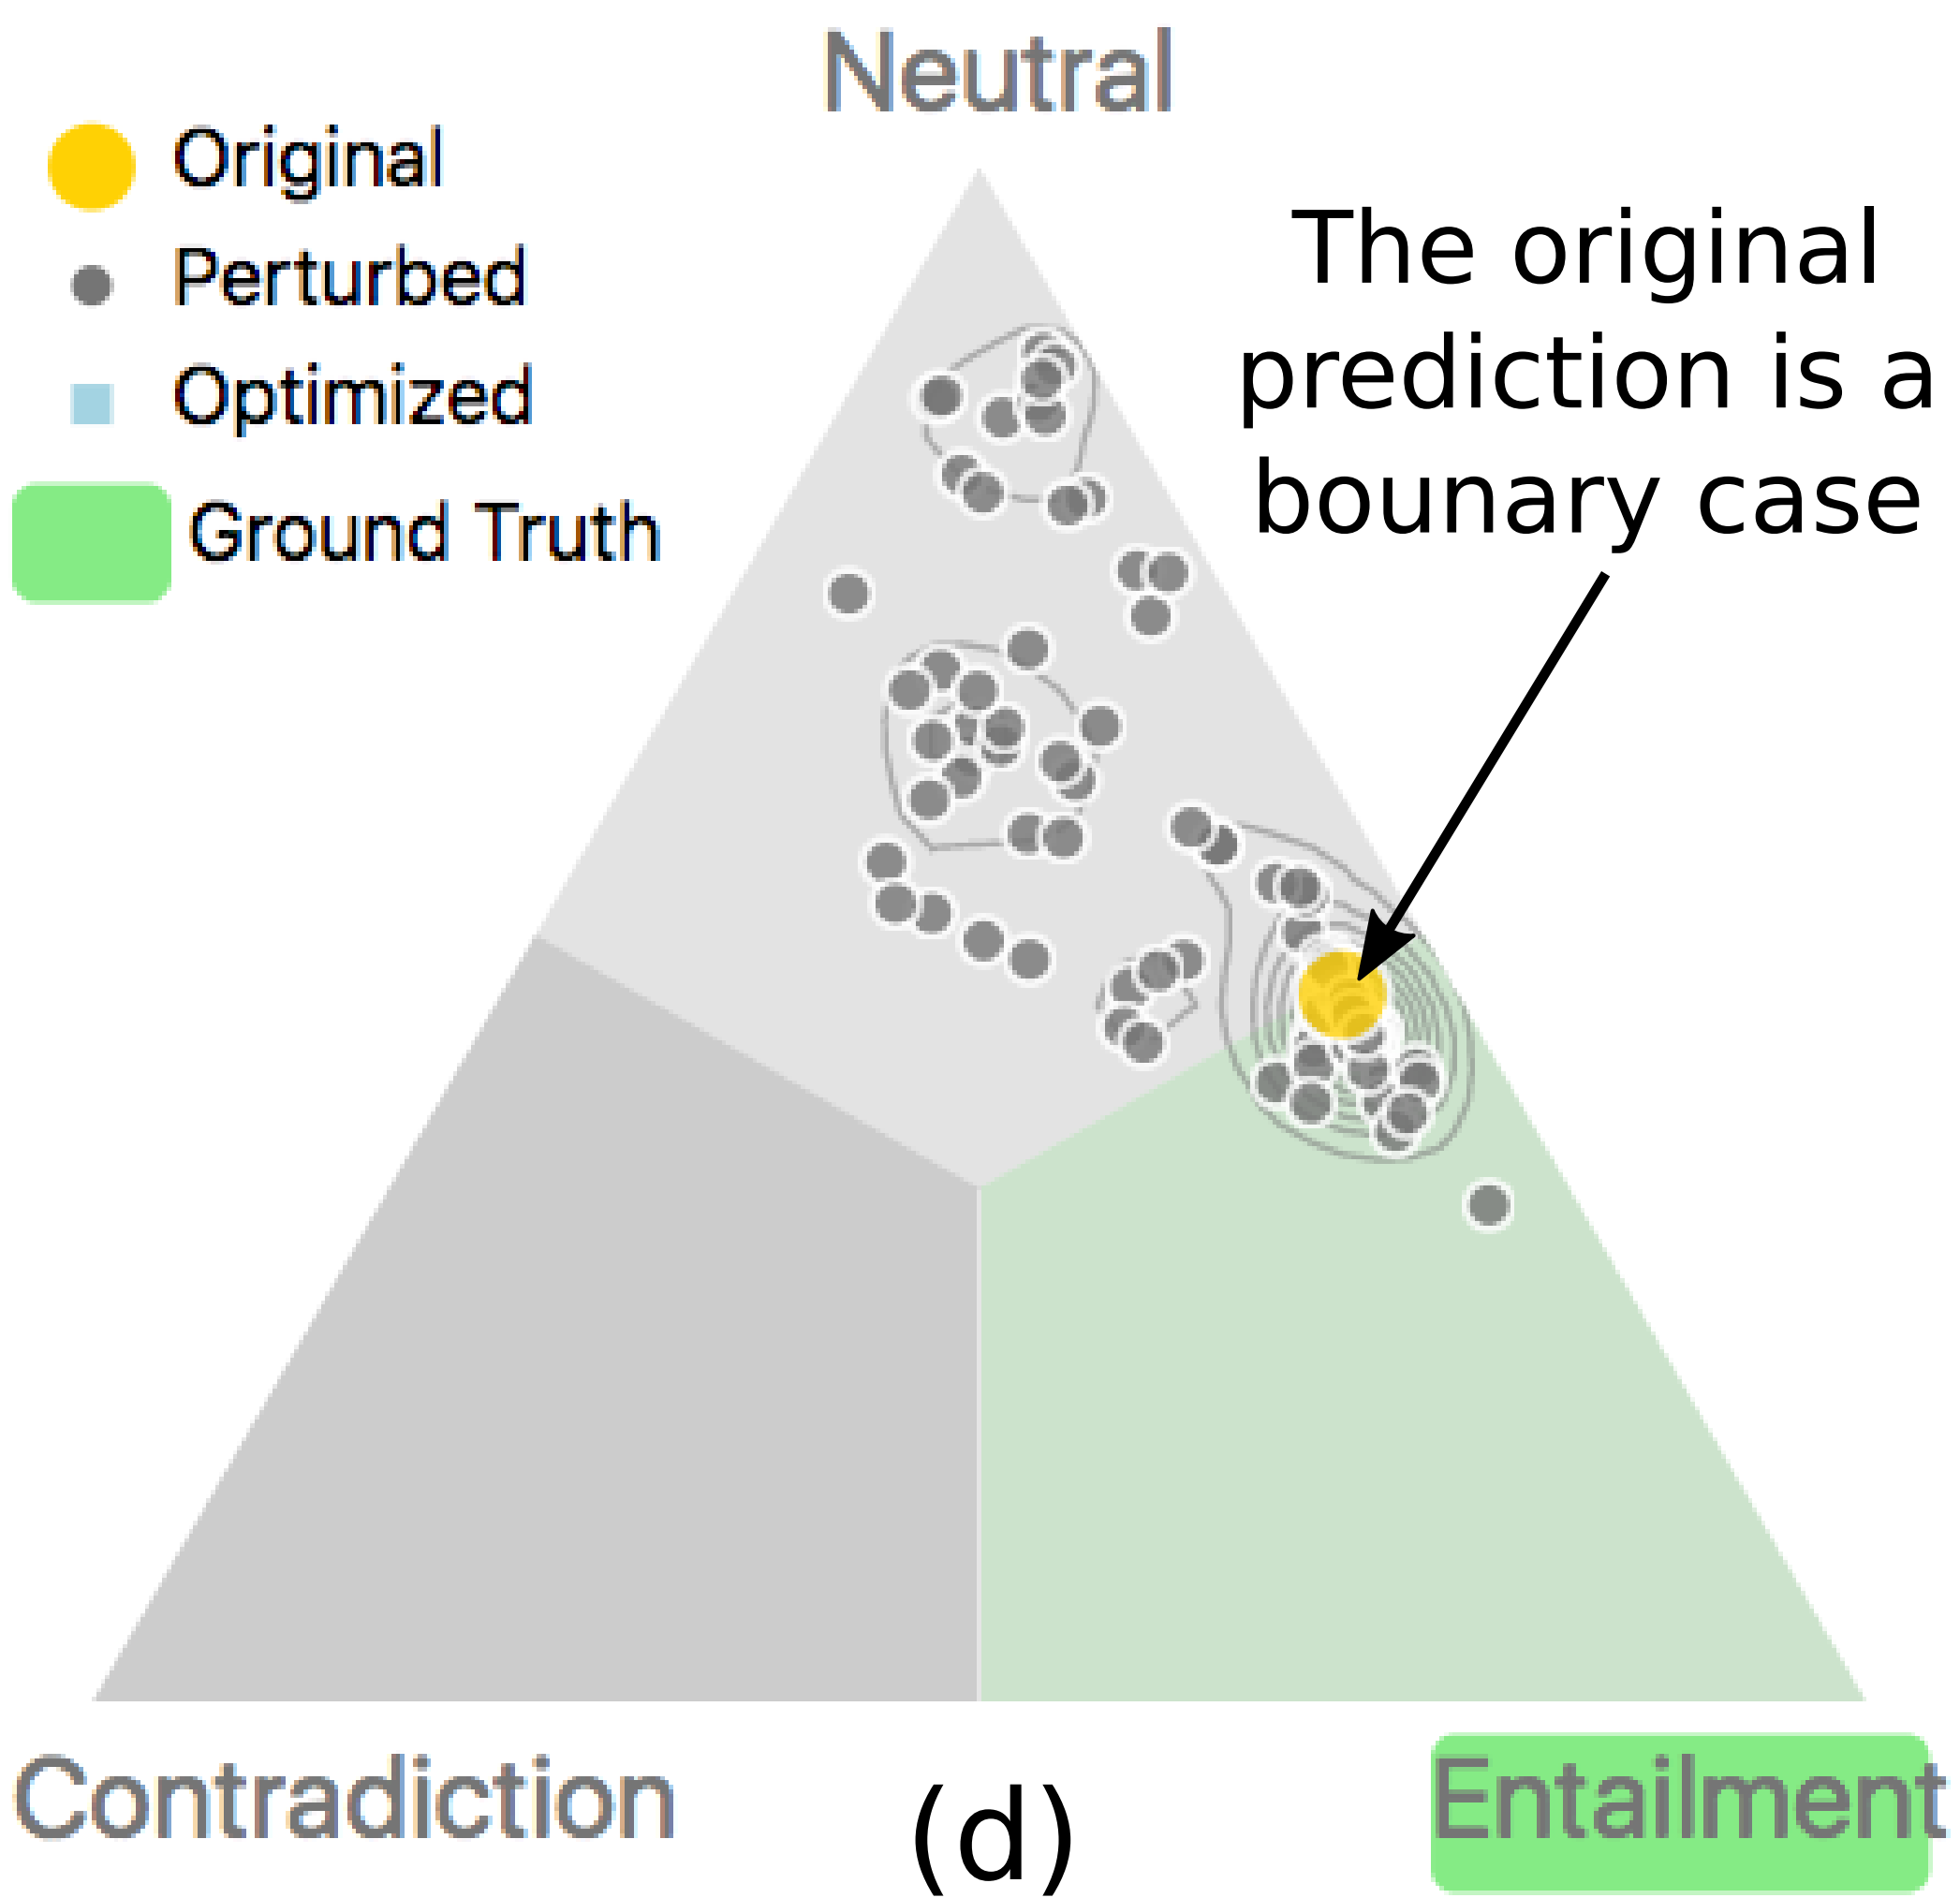 Neutral
Original
Perturbed
Optimized
Ground Truth
The original
prediction is a
bounary case
Contradiction
(d)
Entailment